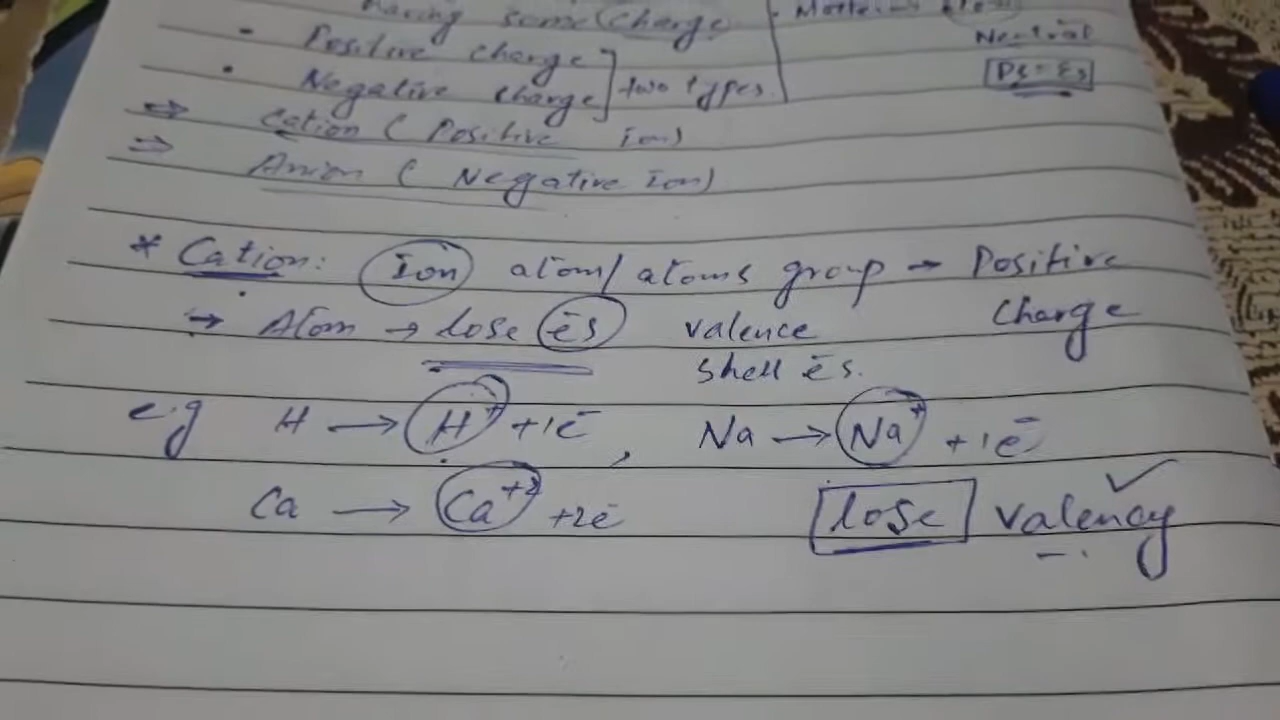 Having some Charge
Neutral
• Positive Charge
• Negative Charge ] two types.
Ps = Es
⇒ Cation ( Positive Ion)
⇒ Anion ( Negative Ion)
* Cation: Ion atom/ atoms group → Positive Charge
→ Atom → lose ēs valence shell ēs.
e.g H → H⁺ + 1ē , Na → Na⁺ + 1ē
Ca → Ca⁺² + 2ē lose valency ✓